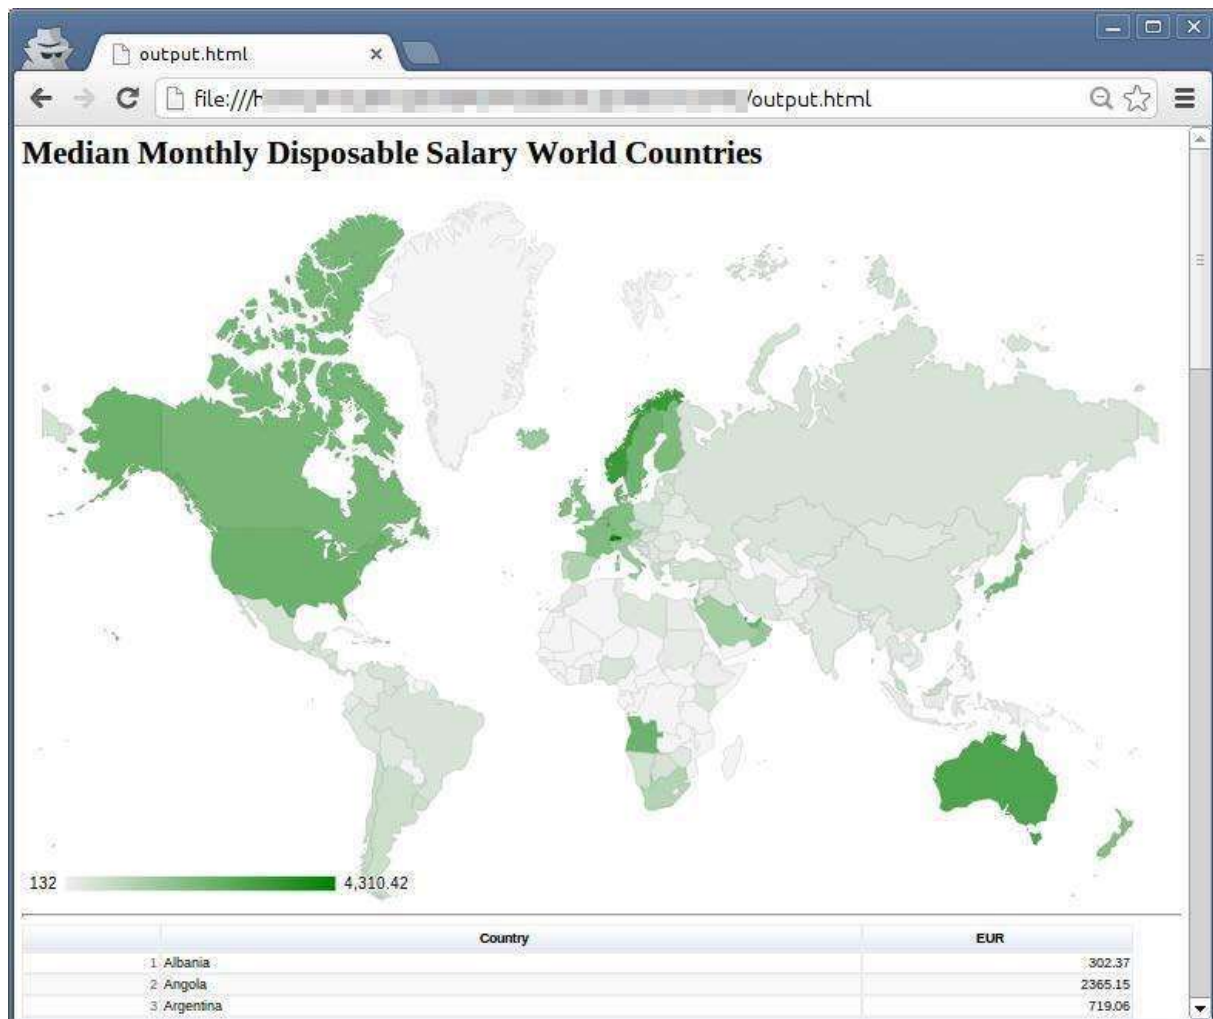 output.html
file:///h /output.html
Median Monthly Disposable Salary World Countries
132 4,310.42
Country EUR
1 Albania 302.37
2 Angola 2365.15
3 Argentina 719.06